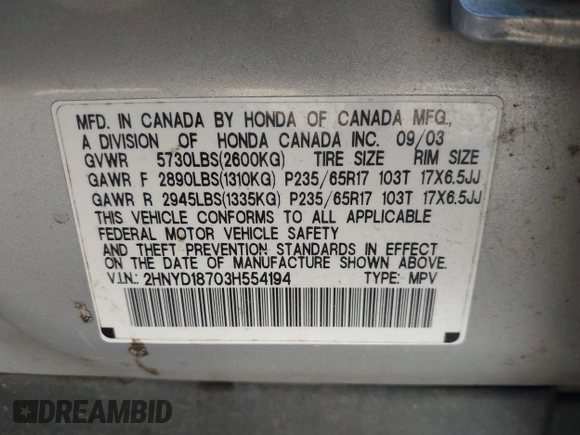 MFD. IN CANADA BY HONDA OF CANADA MFG.,
A DIVISION OF HONDA CANADA INC. 09/03
GVWR 5730LBS(2600KG) TIRE SIZE RIM SIZE
GAWR F 2890LBS(1310KG) P235/65R17 103T 17X6.5JJ
GAWR R 2945LBS(1335KG) P235/65R17 103T 17X6.5JJ
THIS VEHICLE CONFORMS TO ALL APPLICABLE
FEDERAL MOTOR VEHICLE SAFETY
AND THEFT PREVENTION STANDARDS IN EFFECT
ON THE DATE OF MANUFACTURE SHOWN ABOVE.
V.I.N.: 2HNYD18703H554194 TYPE: MPV
DREAMBID